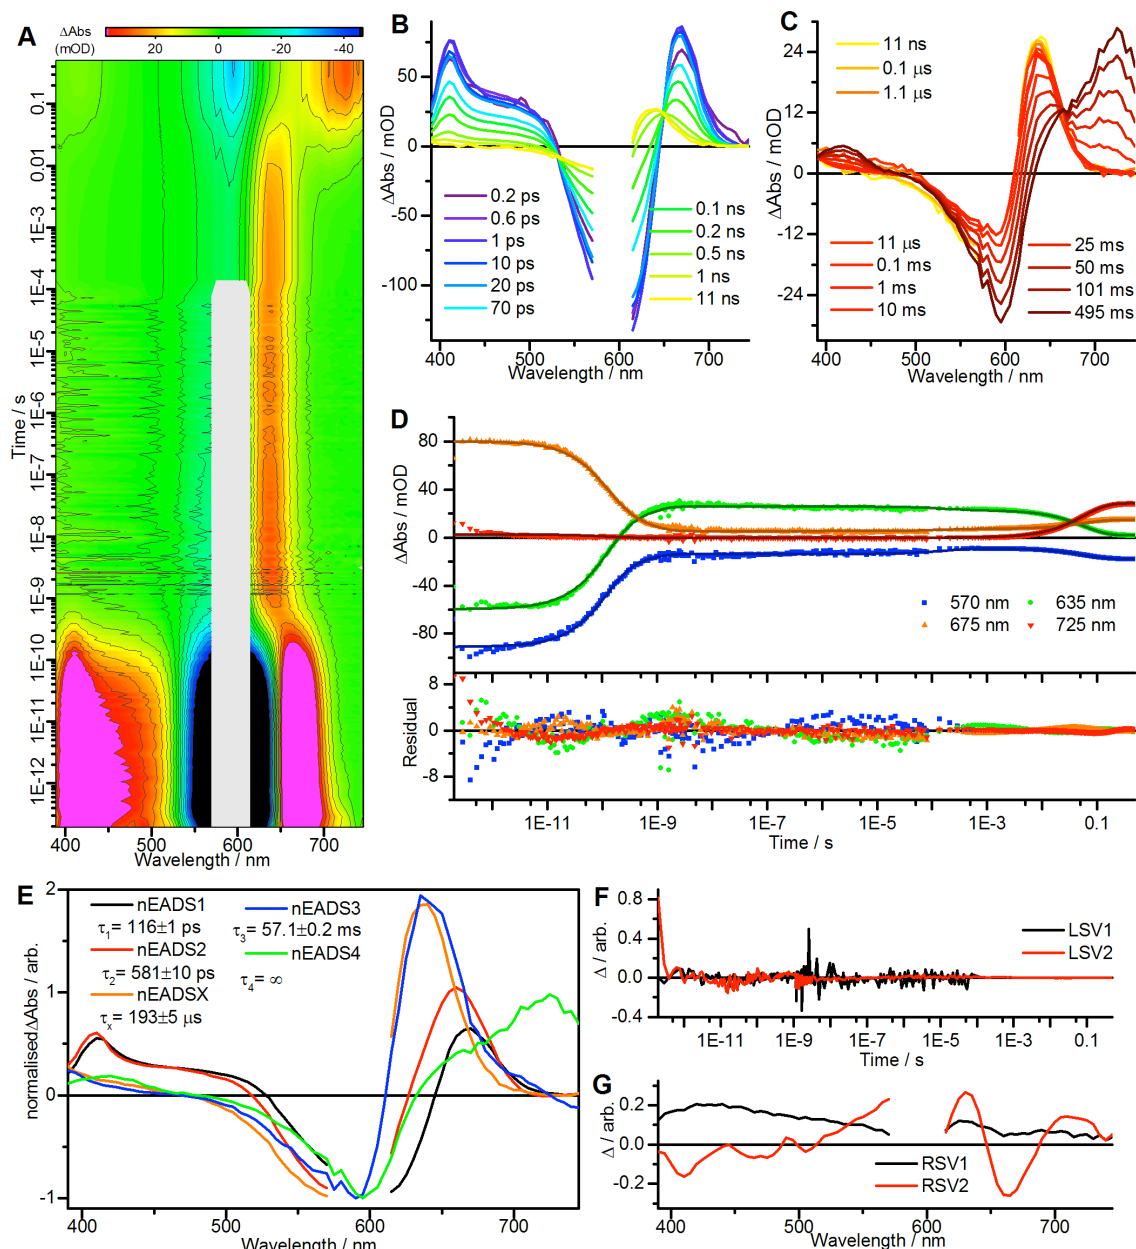 A
ΔAbs
(mOD)
20
0
-20
-40
0.1
0.01
1E-3
1E-4
1E-5
1E-6
1E-7
1E-8
1E-9
1E-10
1E-11
1E-12
Time / s
400
500
600
700
Wavelength / nm
B
50
0
-50
-100
ΔAbs / mOD
0.2 ps
0.6 ps
1 ps
10 ps
20 ps
70 ps
0.1 ns
0.2 ns
0.5 ns
1 ns
11 ns
400
500
600
700
Wavelength / nm
C
24
12
0
-12
-24
ΔAbs / mOD
11 ns
0.1 µs
1.1 µs
11 µs
0.1 ms
1 ms
10 ms
25 ms
50 ms
101 ms
495 ms
400
500
600
700
Wavelength / nm
D
80
40
0
-40
-80
ΔAbs / mOD
570 nm
635 nm
675 nm
725 nm
8
0
-8
Residual
1E-11
1E-9
1E-7
1E-5
1E-3
0.1
Time / s
E
2
1
0
-1
normalisedΔAbs / arb.
nEADS1
τ1= 116±1 ps
nEADS2
τ2= 581±10 ps
nEADSX
τx= 193±5 µs
nEADS3
τ3= 57.1±0.2 ms
nEADS4
τ4= ∞
400
500
600
700
Wavelength / nm
F
0.8
0.4
0.0
-0.4
Δ / arb.
LSV1
LSV2
1E-11
1E-9
1E-7
1E-5
1E-3
0.1
Time / s
G
0.2
0.0
-0.2
Δ / arb.
RSV1
RSV2
400
500
600
700
Wavelength / nm